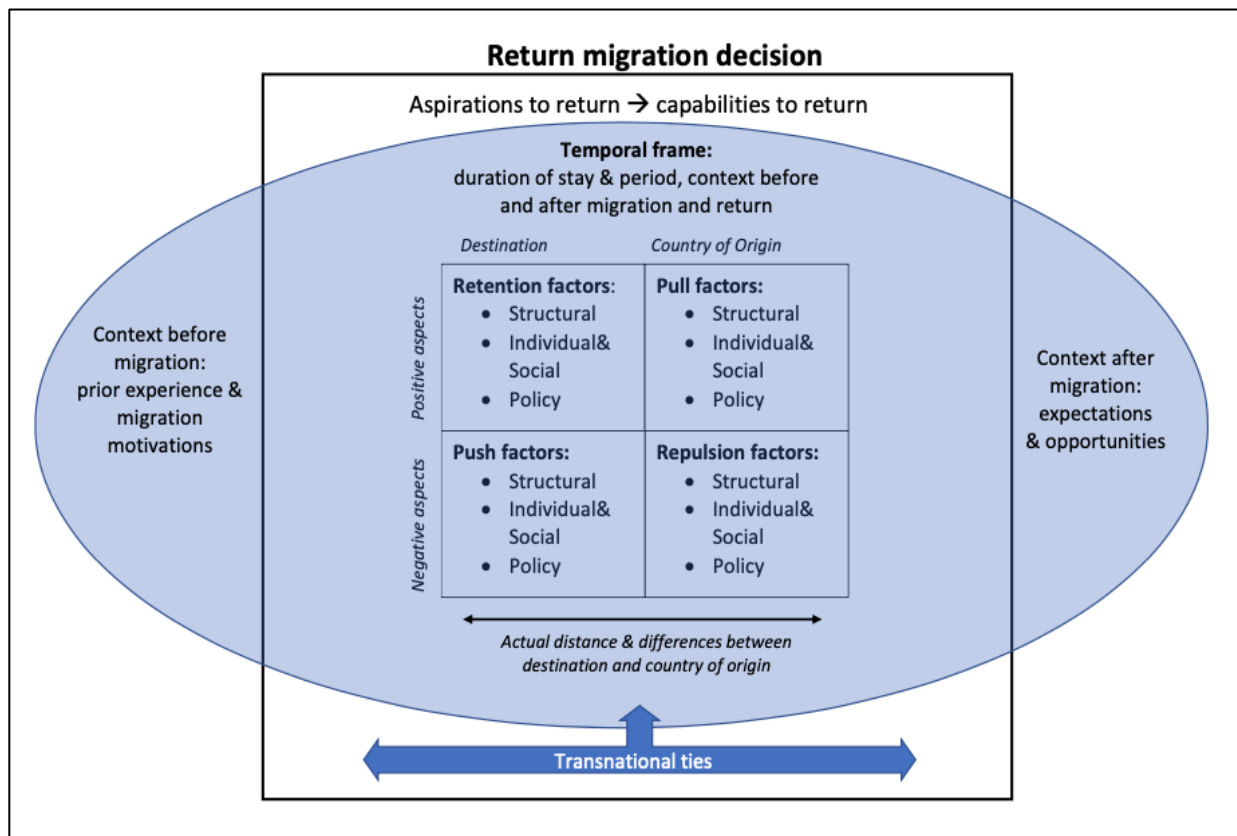 Return migration decision
Aspirations to return → capabilities to return
Temporal frame:
duration of stay & period, context before
and after migration and return
Destination
Country of Origin
Positive aspects
Retention factors:
• Structural
• Individual&
Social
• Policy
Pull factors:
• Structural
• Individual&
Social
• Policy
Context before
migration:
prior experience &
migration
motivations
Context after
migration:
expectations
& opportunities
Negative aspects
Push factors:
• Structural
• Individual&
Social
• Policy
Repulsion factors:
• Structural
• Individual&
Social
• Policy
Actual distance & differences between
destination and country of origin
Transnational ties